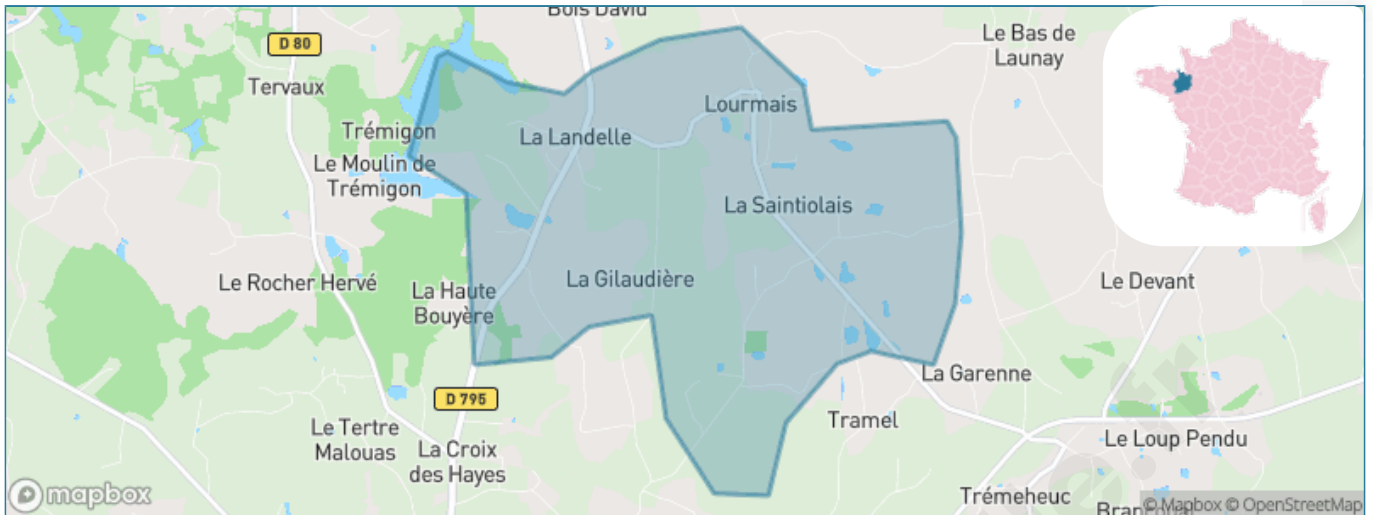 Bois David
D 80
Le Bas de
Launay
Tervaux
Lourmais
Trémigon
La Landelle
Le Moulin de
Trémigon
La Saintiolais
Le Rocher Hervé
La Haute
Bouyère
La Gilaudière
Le Devant
D 795
La Garenne
Le Tertre
Malouas
La Croix
des Hayes
Tramel
Le Loup Pendu
Trémeheuc
mapbox
© Mapbox © OpenStreetMap